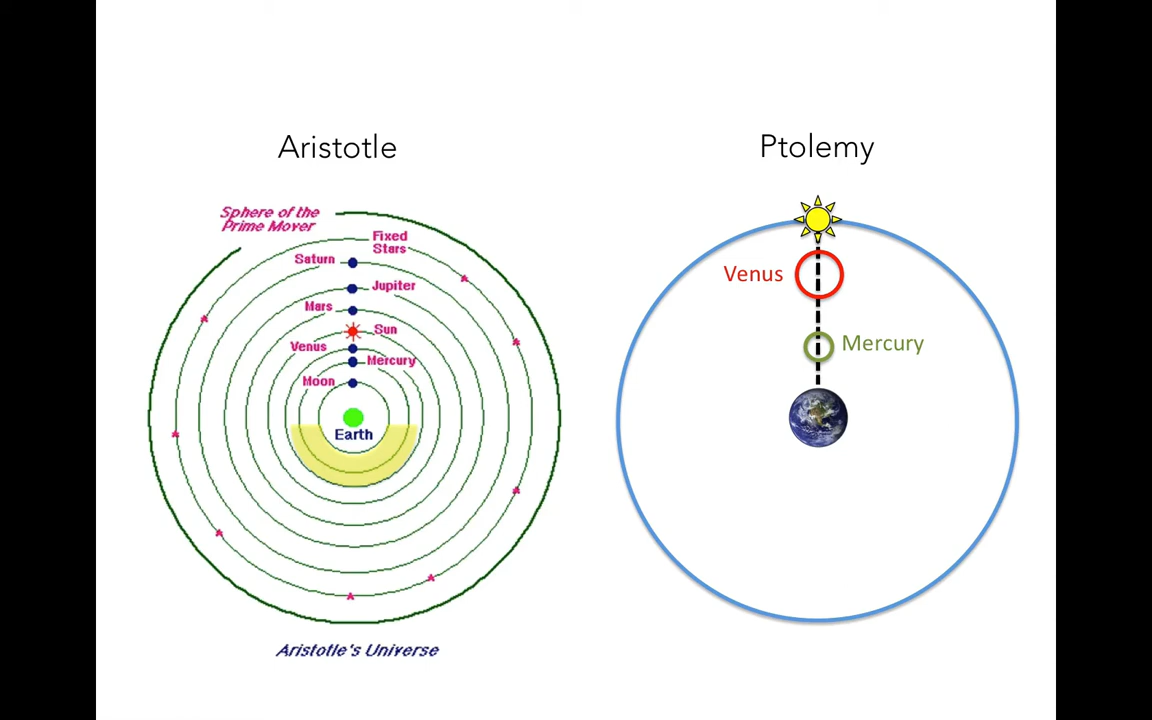 Aristotle
Sphere of the
Prime Mover
Fixed
Stars
Saturn
Jupiter
Mars
Sun
Venus
Mercury
Moon
Earth
Aristotle's Universe
Ptolemy
Venus
Mercury